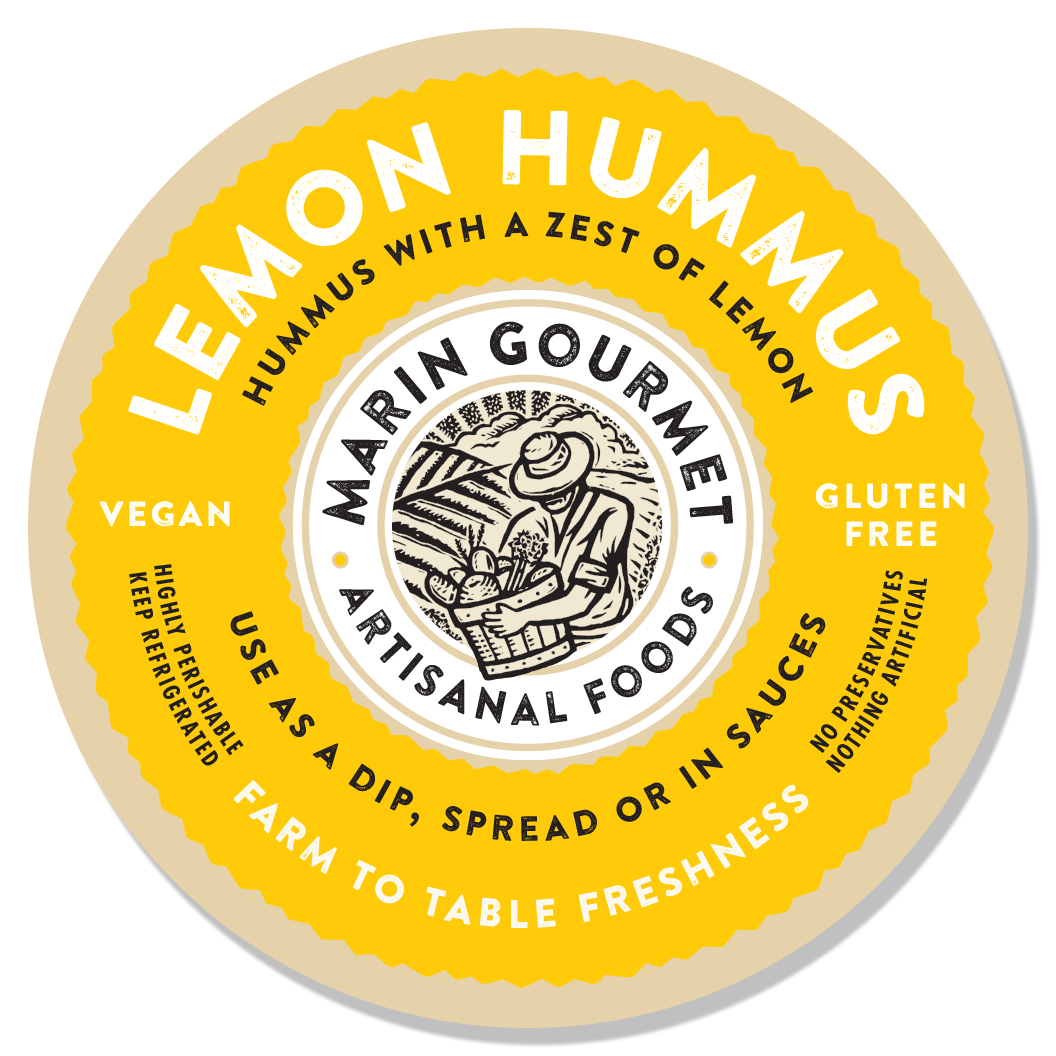 LEMON HUMMUS
HUMMUS WITH A ZEST OF LEMON
MARIN GOURMET
ARTISANAL FOODS
VEGAN
GLUTEN
FREE
HIGHLY PERISHABLE
KEEP REFRIGERATED
NO PRESERVATIVES
NOTHING ARTIFICIAL
USE AS A DIP, SPREAD OR IN SAUCES
FARM TO TABLE FRESHNESS